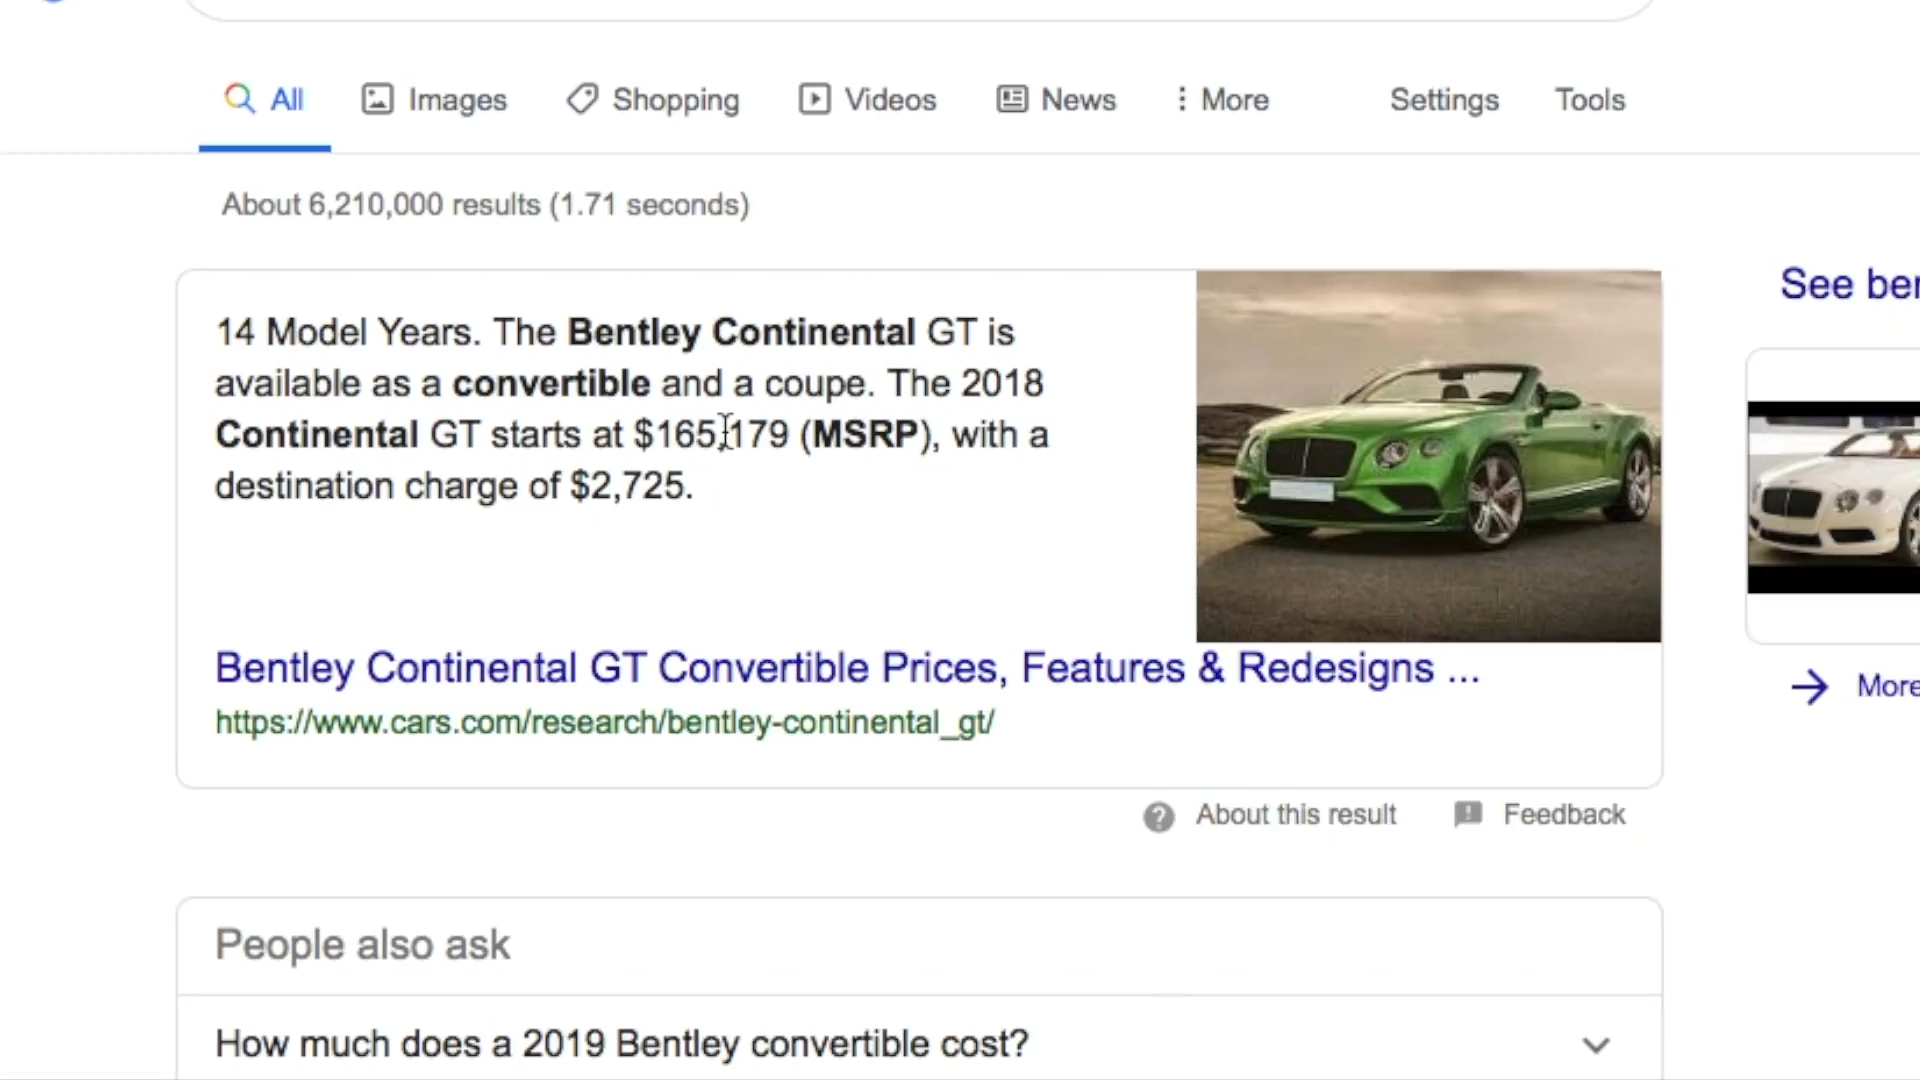 All Images Shopping Videos News More Settings Tools
About 6,210,000 results (1.71 seconds)
14 Model Years. The Bentley Continental GT is
available as a convertible and a coupe. The 2018
Continental GT starts at $165,179 (MSRP), with a
destination charge of $2,725.
Bentley Continental GT Convertible Prices, Features & Redesigns ...
https://www.cars.com/research/bentley-continental_gt/
About this result Feedback
See ber
More
People also ask
How much does a 2019 Bentley convertible cost?